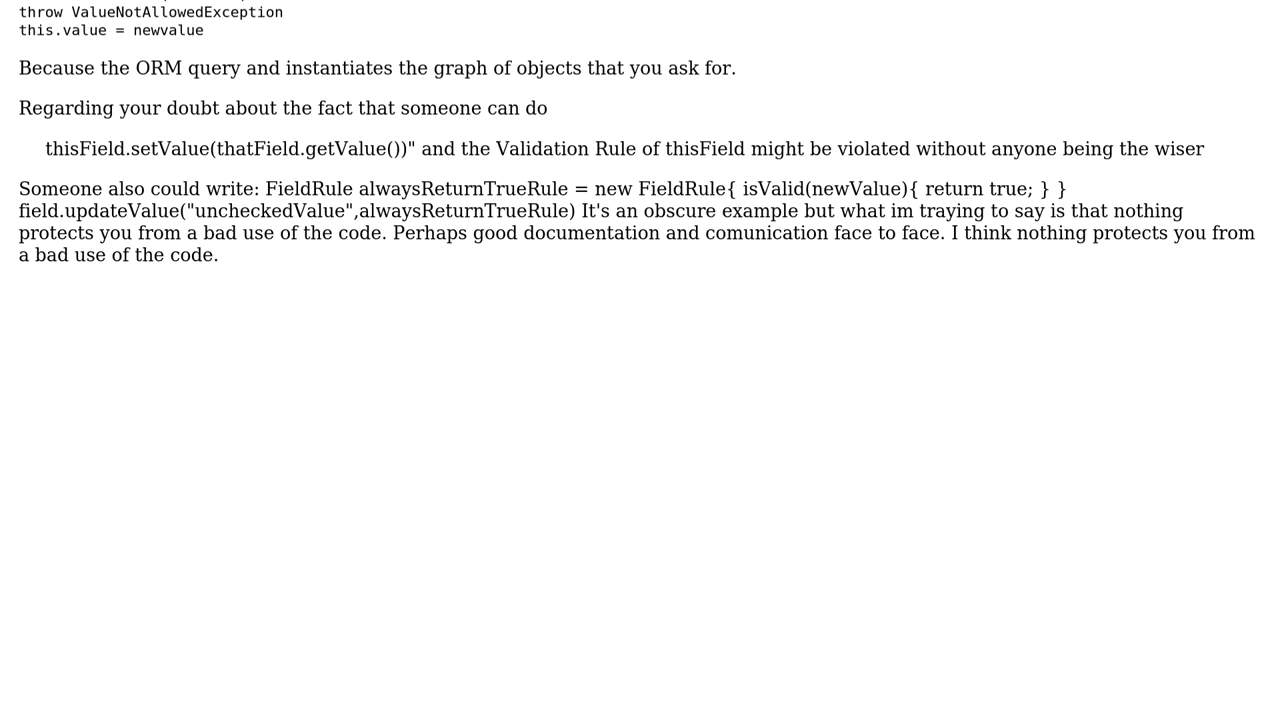 throw ValueNotAllowedException
this.value = newvalue
Because the ORM query and instantiates the graph of objects that you ask for.
Regarding your doubt about the fact that someone can do
thisField.setValue(thatField.getValue())" and the Validation Rule of thisField might be violated without anyone being the wiser
Someone also could write: FieldRule alwaysReturnTrueRule = new FieldRule{ isValid(newValue){ return true; } }
field.updateValue("uncheckedValue",alwaysReturnTrueRule) It's an obscure example but what im traying to say is that nothing
protects you from a bad use of the code. Perhaps good documentation and comunication face to face. I think nothing protects you from
a bad use of the code.